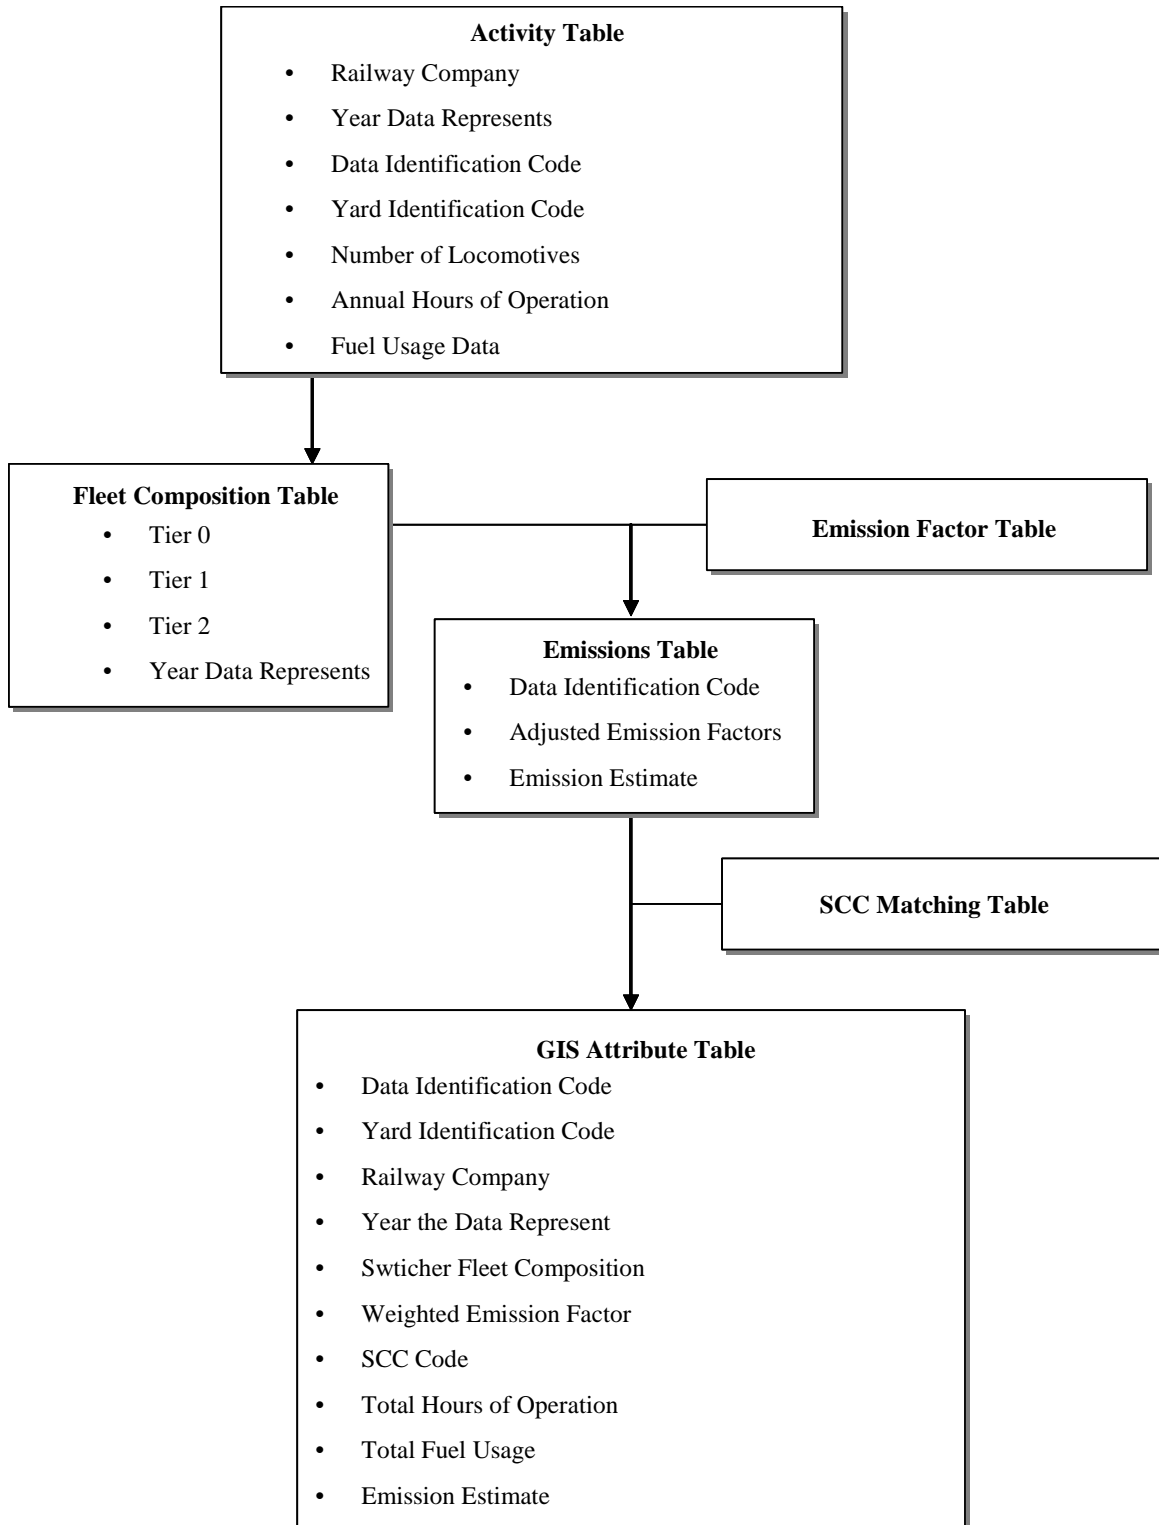 Activity Table
• Railway Company
• Year Data Represents
• Data Identification Code
• Yard Identification Code
• Number of Locomotives
• Annual Hours of Operation
• Fuel Usage Data
Fleet Composition Table
• Tier 0
• Tier 1
• Tier 2
• Year Data Represents
Emission Factor Table
Emissions Table
• Data Identification Code
• Adjusted Emission Factors
• Emission Estimate
SCC Matching Table
GIS Attribute Table
• Data Identification Code
• Yard Identification Code
• Railway Company
• Year the Data Represent
• Swticher Fleet Composition
• Weighted Emission Factor
• SCC Code
• Total Hours of Operation
• Total Fuel Usage
• Emission Estimate